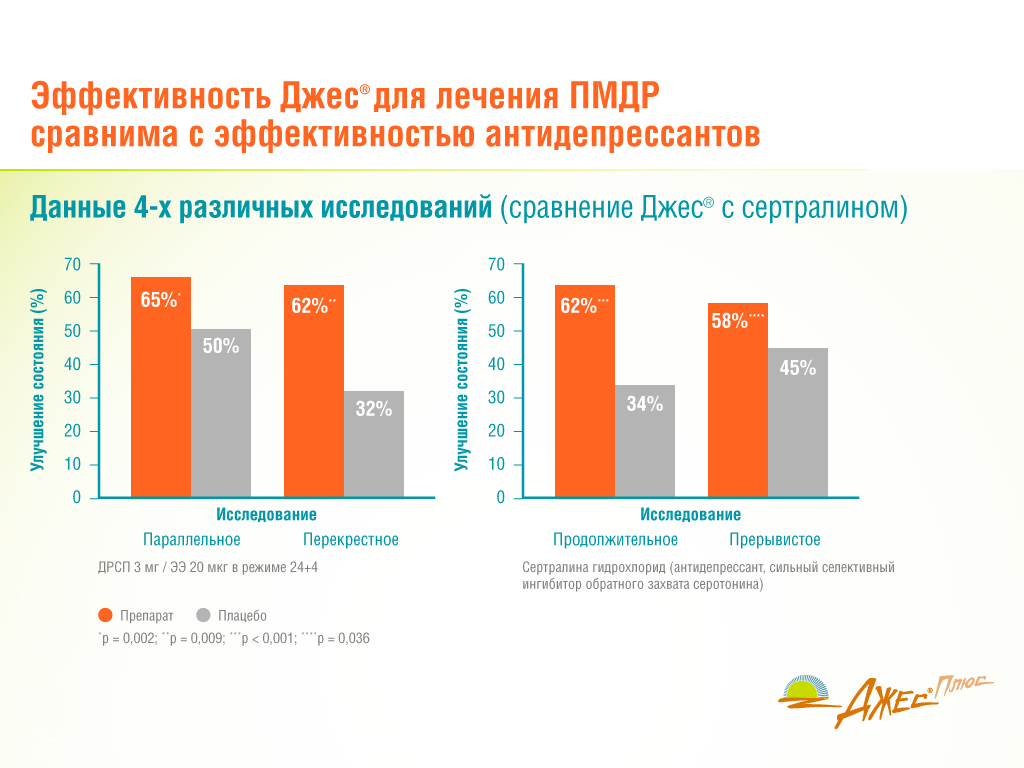 Эффективность Джес® для лечения ПМДР
сравнима с эффективностью антидепрессантов
Данные 4-х различных исследований (сравнение Джес® с сертралином)
Улучшение состояния (%)
70
60
50
40
30
20
10
0
65%*
50%
62%**
32%
Исследование
Параллельное
Перекрестное
ДРСП 3 мг / ЭЭ 20 мкг в режиме 24+4
Улучшение состояния (%)
70
60
50
40
30
20
10
0
62%***
34%
58%****
45%
Исследование
Продолжительное
Прерывистое
Сертралина гидрохлорид (антидепрессант, сильный селективный
ингибитор обратного захвата серотонина)
Препарат
Плацебо
*p = 0,002; **p = 0,009; ***p < 0,001; ****p = 0,036
Джес® Плюс